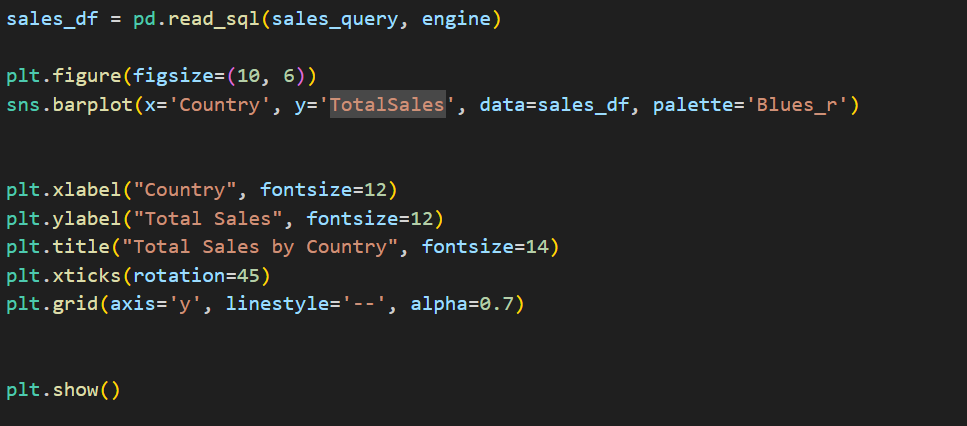 sales_df = pd.read_sql(sales_query, engine)
plt.figure(figsize=(10, 6))
sns.barplot(x='Country', y='TotalSales', data=sales_df, palette='Blues_r')
plt.xlabel("Country", fontsize=12)
plt.ylabel("Total Sales", fontsize=12)
plt.title("Total Sales by Country", fontsize=14)
plt.xticks(rotation=45)
plt.grid(axis='y', linestyle='--', alpha=0.7)
plt.show()